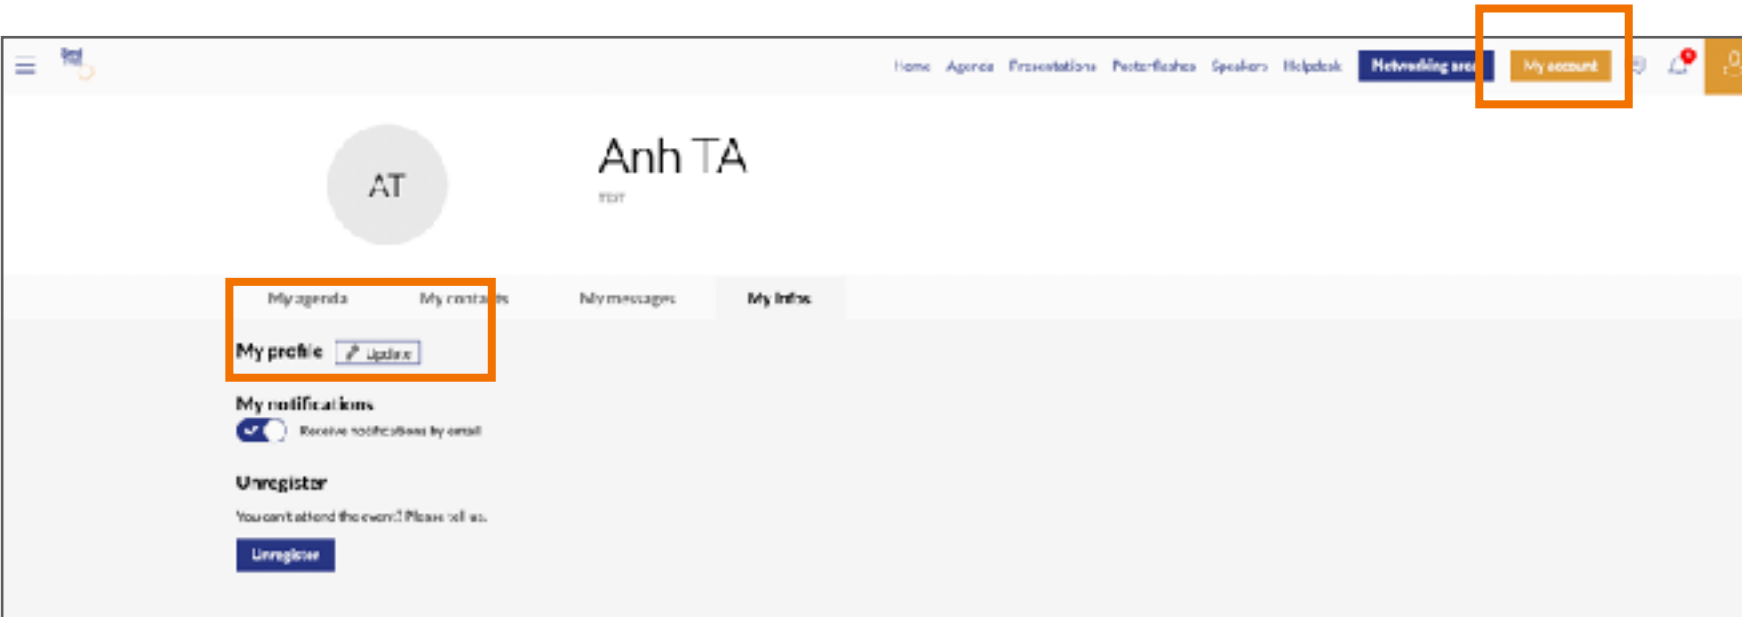 Home Agenda Presentations Posterflashes Speakers Helpdesk Networking area My account
AT
Anh TA
My agenda My contacts My messages My Infos
My profile Update
My notifications
Receive notifications by email
Unregister
You can't attend the event? Please tell us.
Unregister